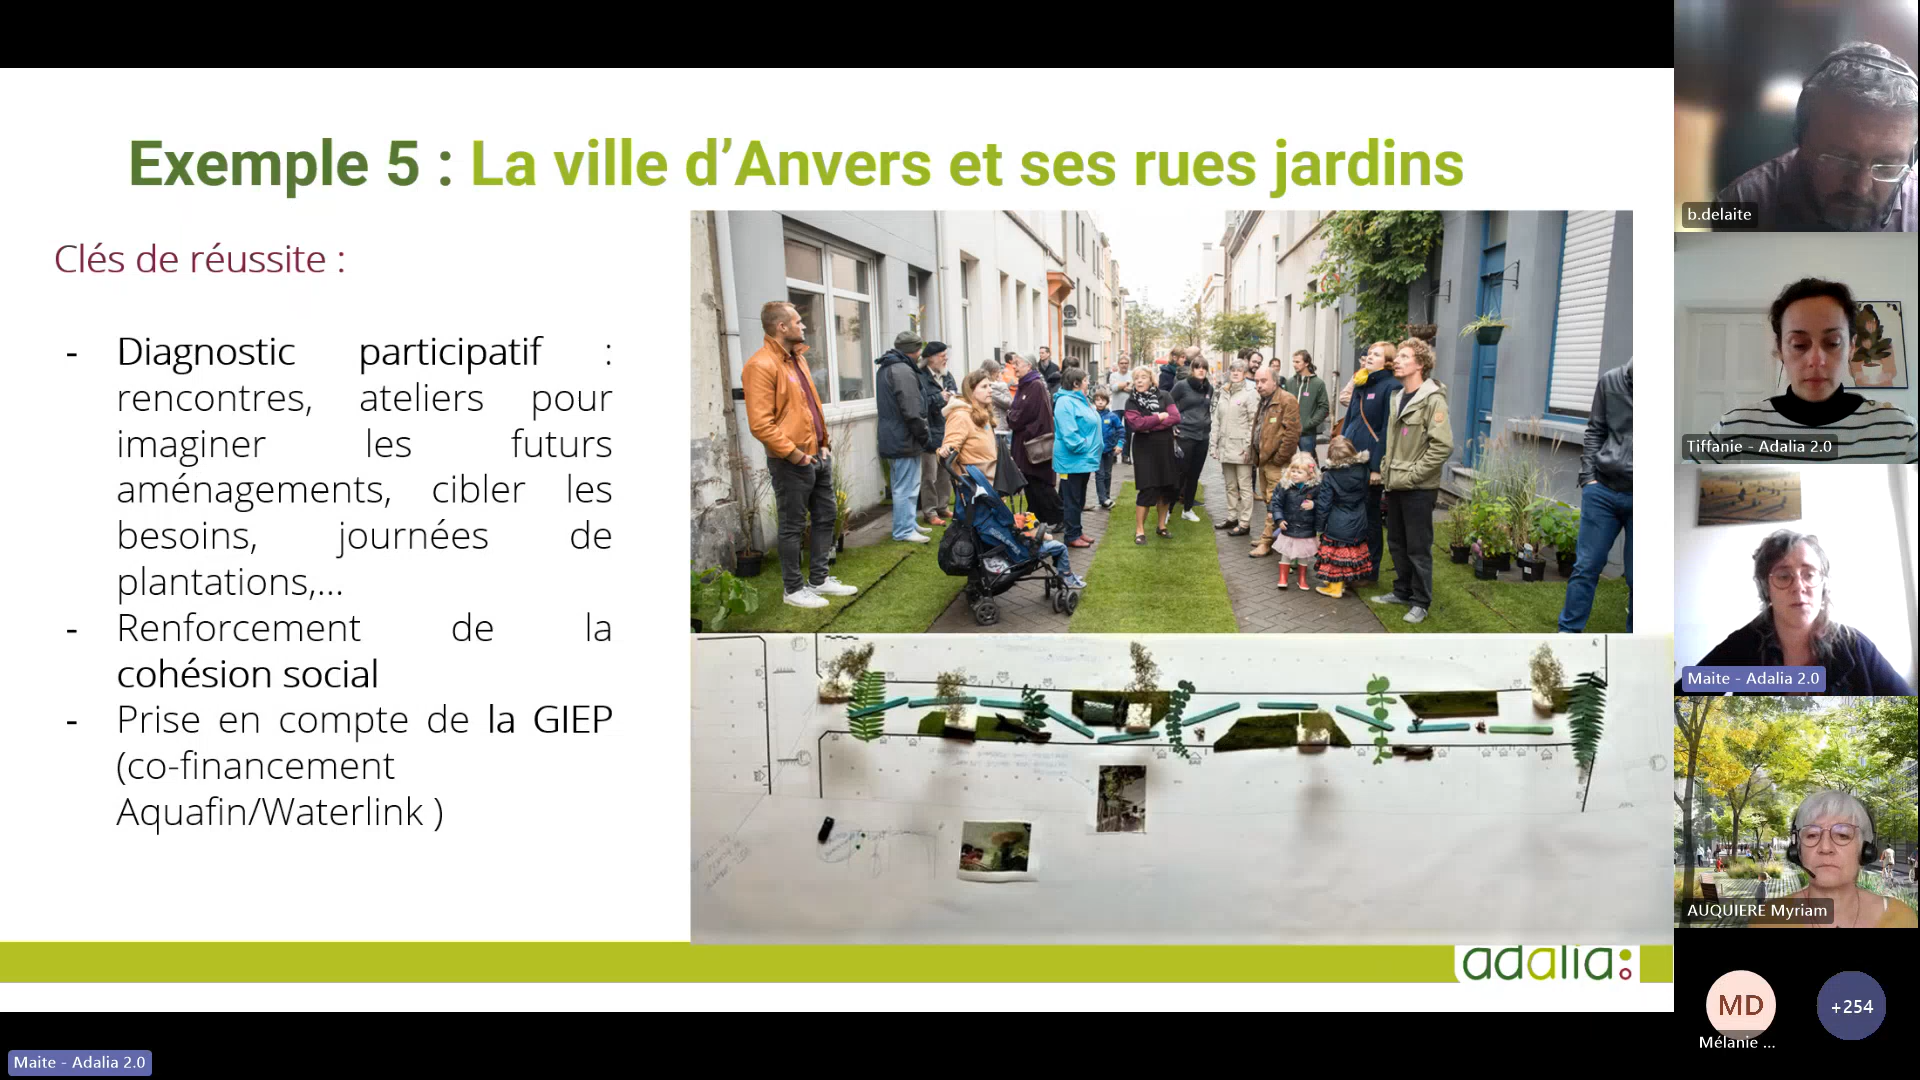 Exemple 5 : La ville d’Anvers et ses rues jardins
Clés de réussite :
- Diagnostic participatif :
rencontres, ateliers pour
imaginer les futurs
aménagements, cibler les
besoins, journées de
plantations,...
- Renforcement de la
cohésion social
- Prise en compte de la GIEP
(co-financement
Aquafin/Waterlink )
adalia
Maite - Adalia 2.0
b.delaite
Tiffanie - Adalia 2.0
Maite - Adalia 2.0
AUQUIERE Myriam
MD
Mélanie ...
+254